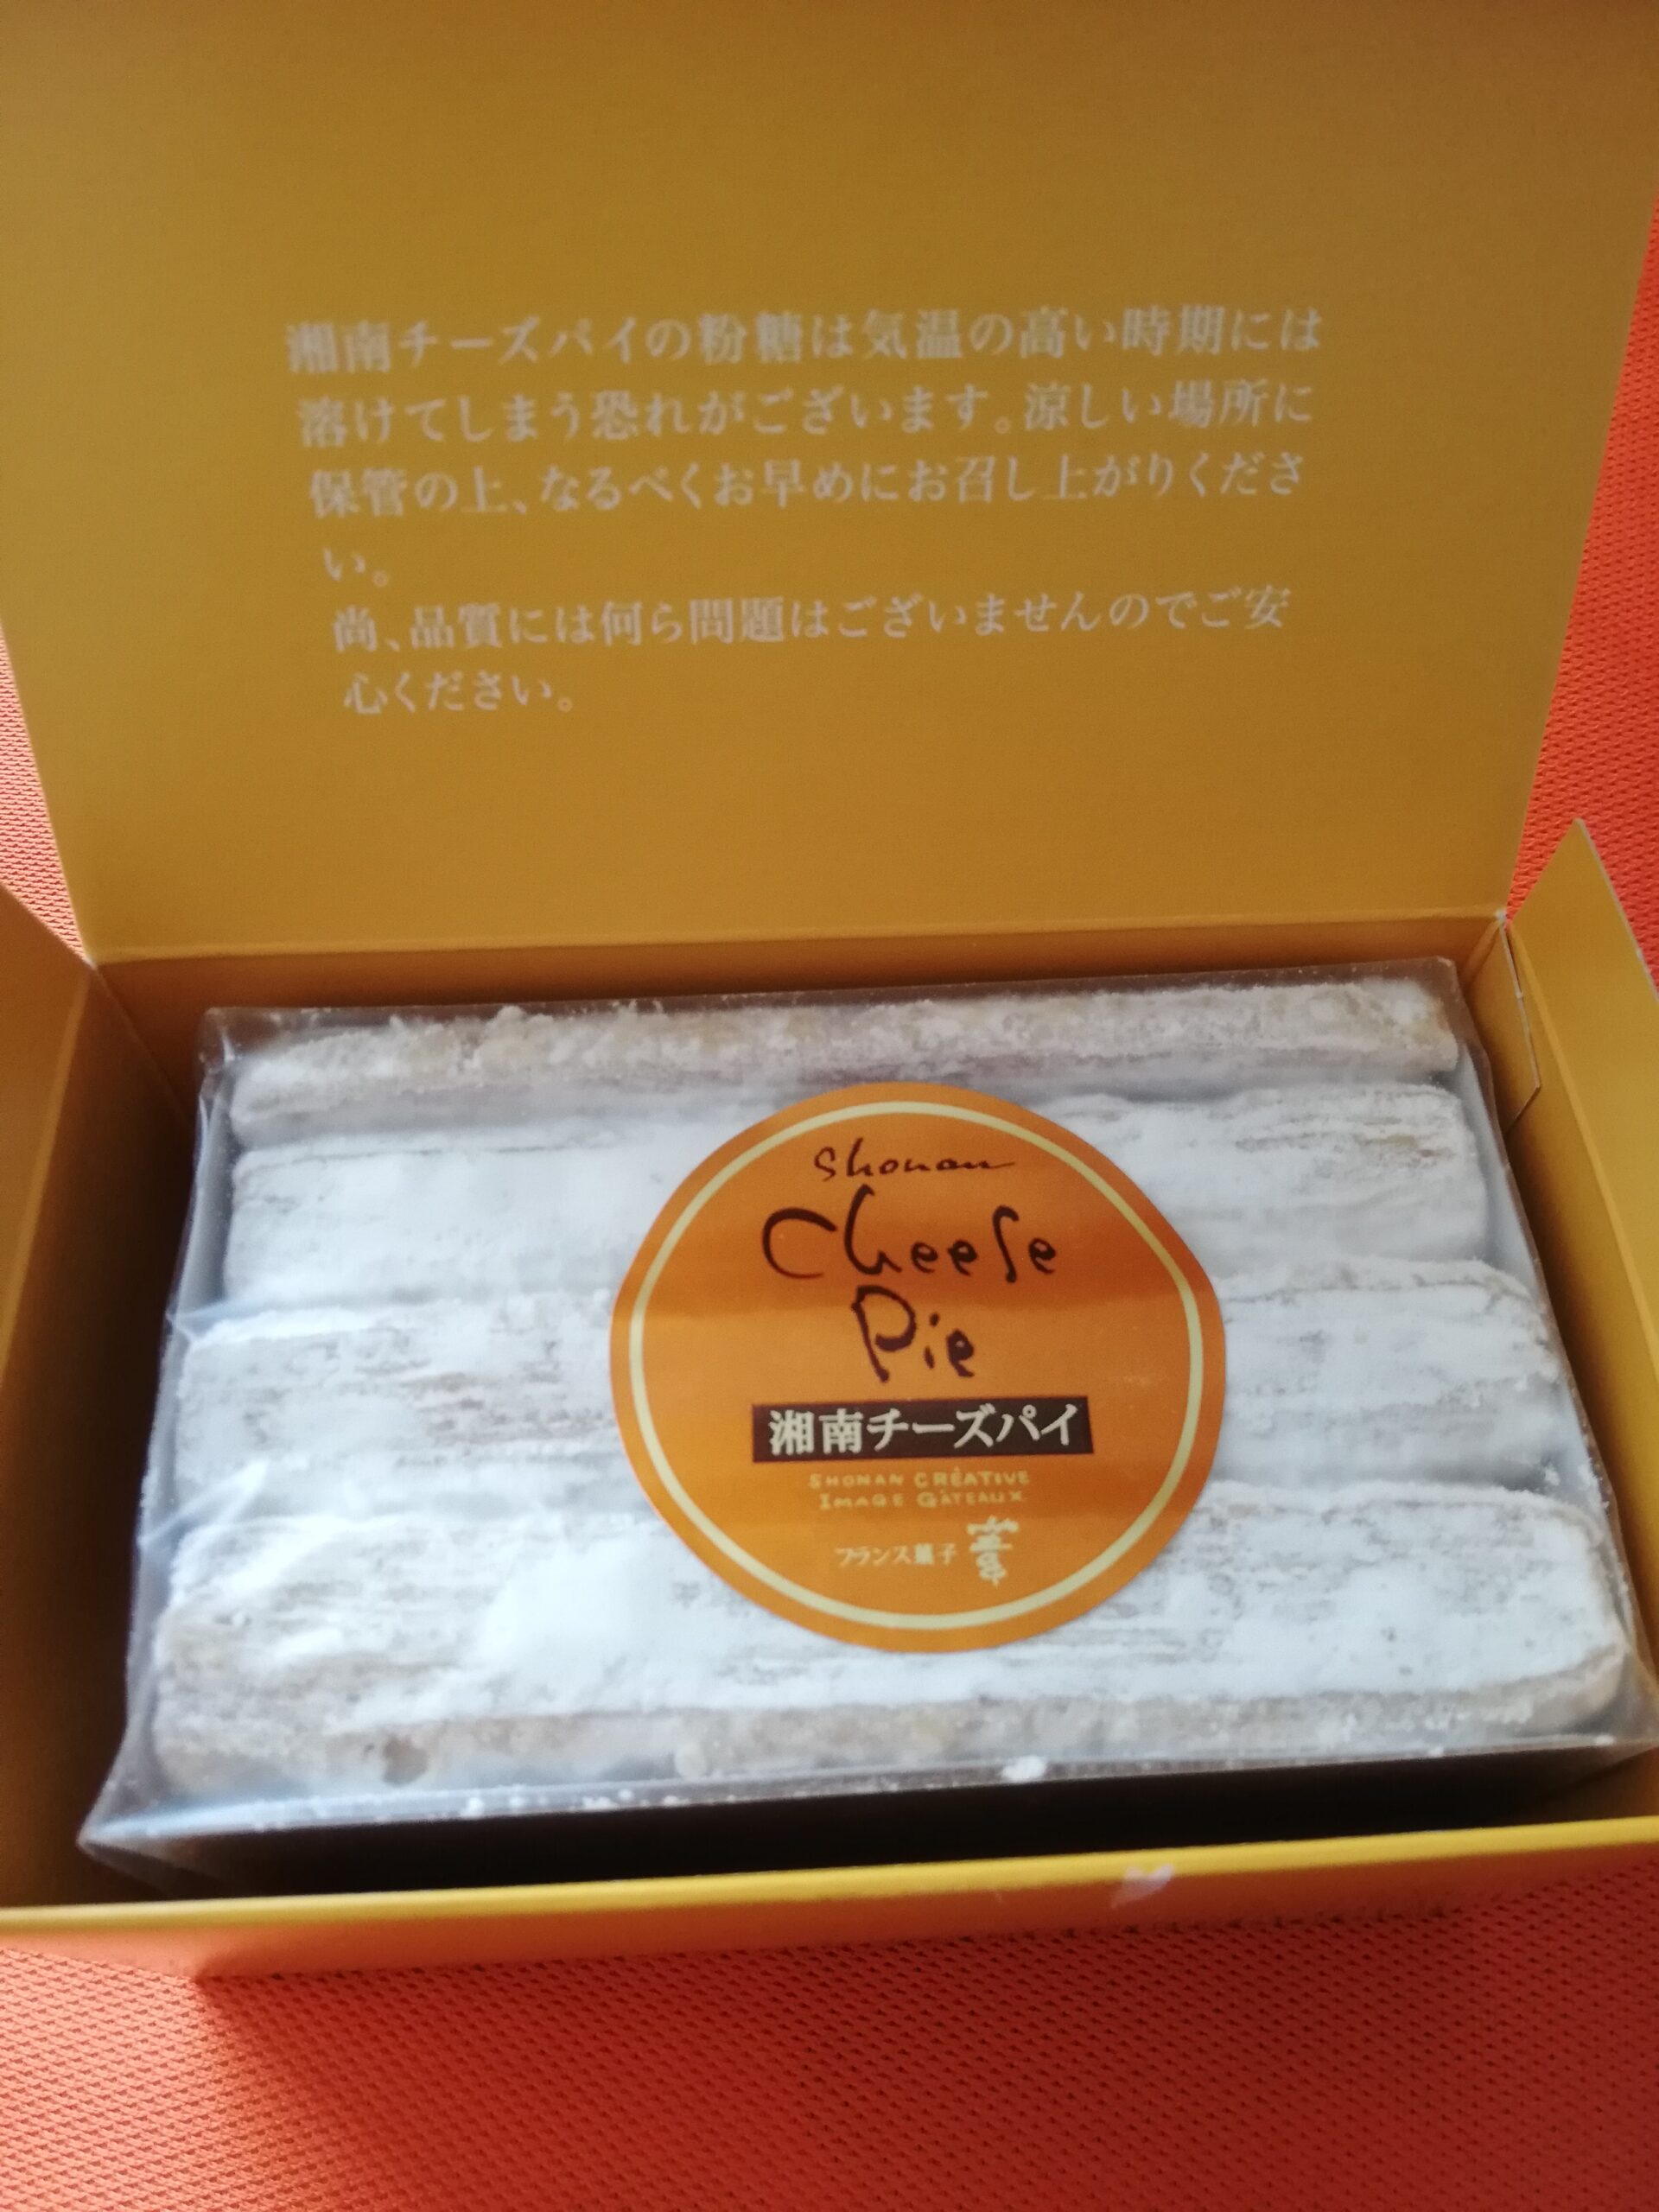 湘南チーズパイの粉糖は気温の高い時期には
溶けてしまう恐れがございます。涼しい場所に
保管の上、なるべくお早めにお召し上がりくださ
い。
尚、品質には何ら問題はございませんのでご安
心ください。
Shonan
Cheese
Pie
湘南チーズパイ
SHONAN CRÉATIVE
IMAGE GÂTEAUX
フランス菓子